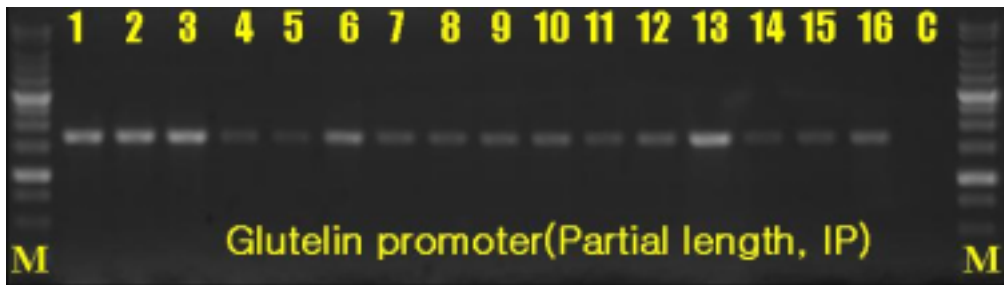 1 2 3 4 5 6 7 8 9 10 11 12 13 14 15 16 C
Glutelin promoter(Partial length, IP)
M M